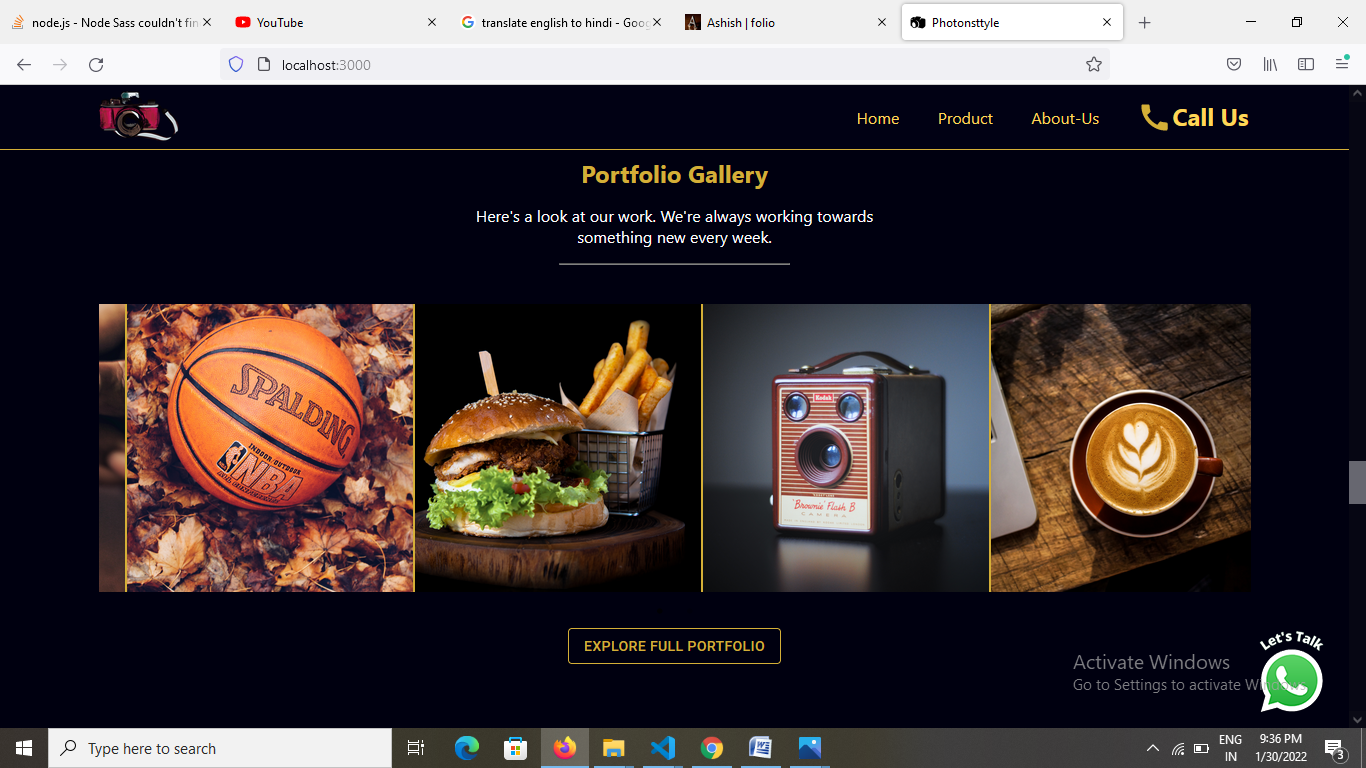 node.js - Node Sass couldn't fin
YouTube
translate english to hindi - Goog
Ashish | folio
Photonsttyle
localhost:3000
Home
Product
About-Us
Call Us
Portfolio Gallery
Here's a look at our work. We're always working towards
something new every week.
SPALDING
INDOOR/OUTDOOR
NBA
Kodak
'Brownie' Flash B
CAMERA
EXPLORE FULL PORTFOLIO
Let's Talk
Activate Windows
Go to Settings to activate Windows.
Type here to search
ENG
IN
9:36 PM
1/30/2022
3